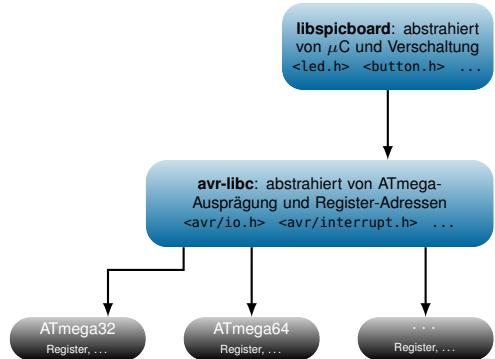 libspicboard: abstrahiert
von μC und Verschaltung
<led.h> <button.h> ...
avr-libc: abstrahiert von ATmega-
Ausprägung und Register-Adressen
<avr/io.h> <avr/interrupt.h> ...
ATmega32
Register, ...
ATmega64
Register, ...
...
Register, ...